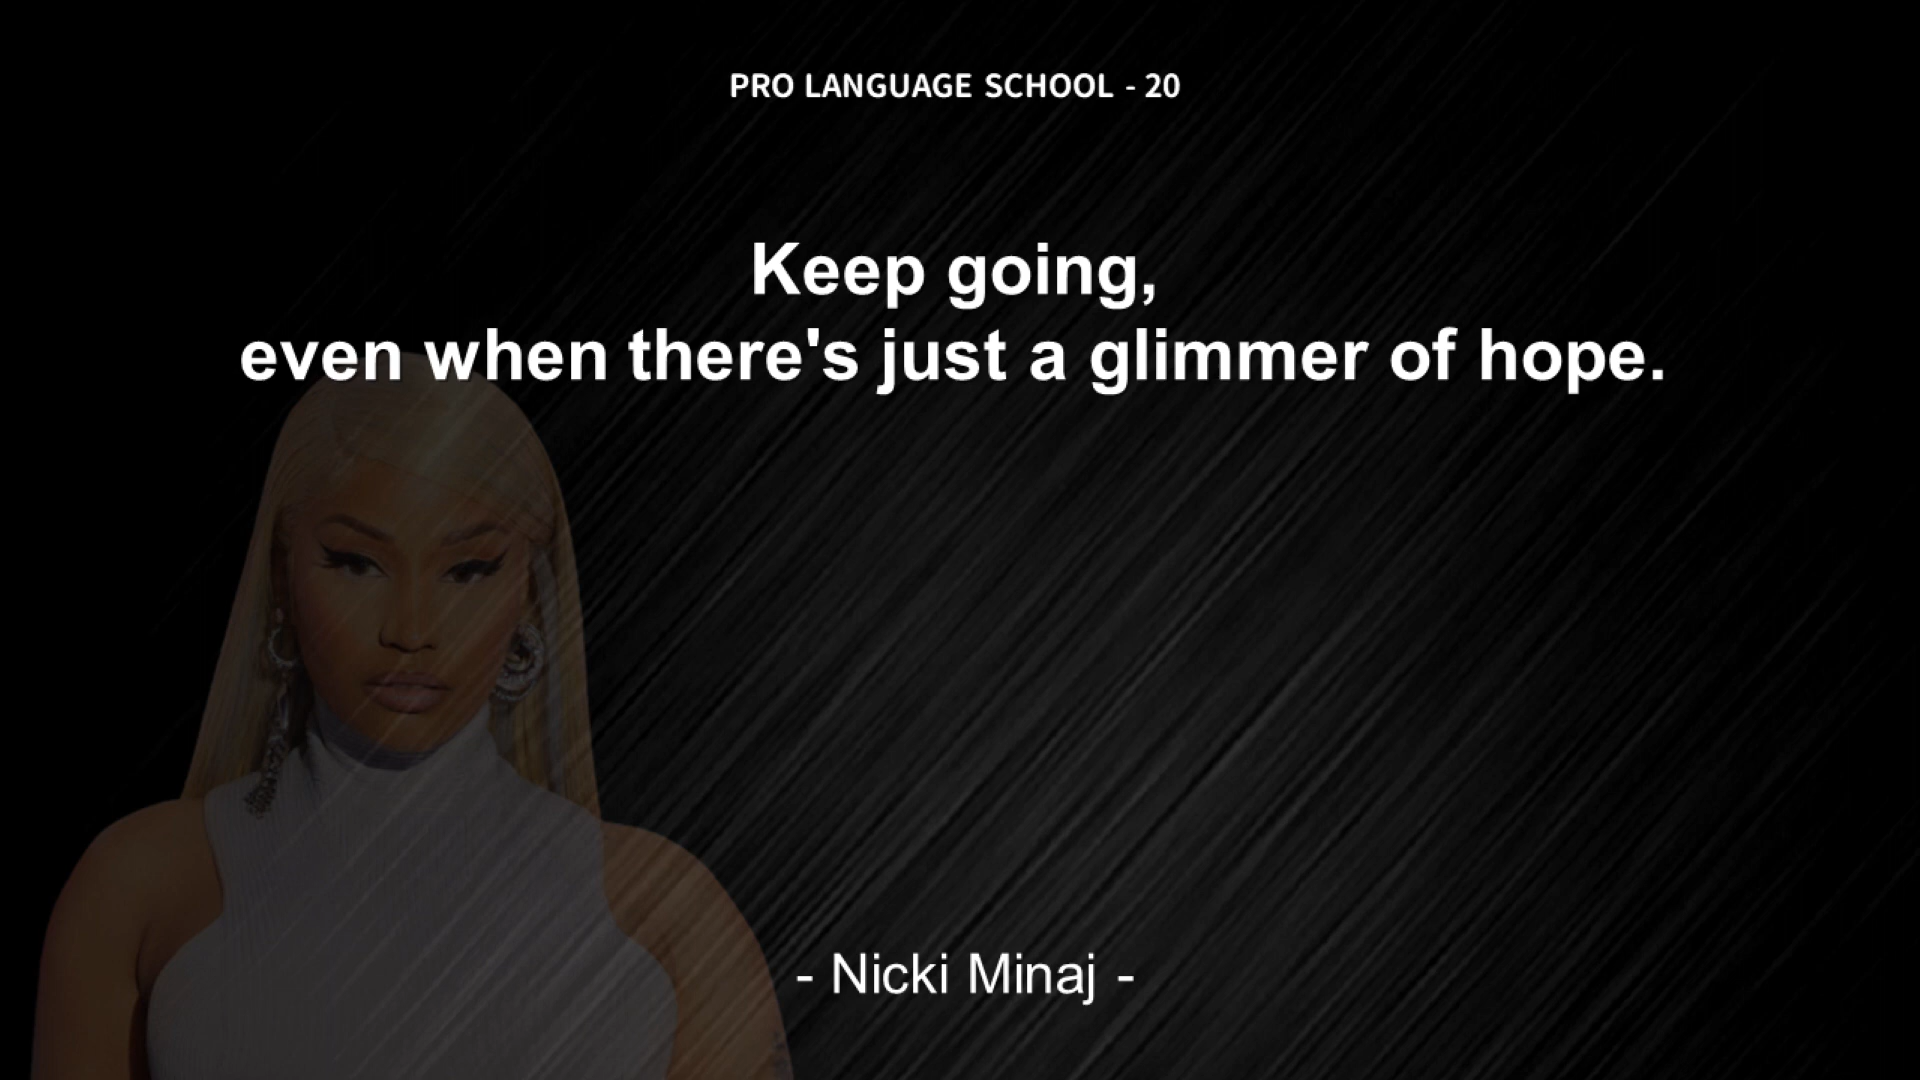 PRO LANGUAGE SCHOOL - 20
Keep going,
even when there's just a glimmer of hope.
- Nicki Minaj -